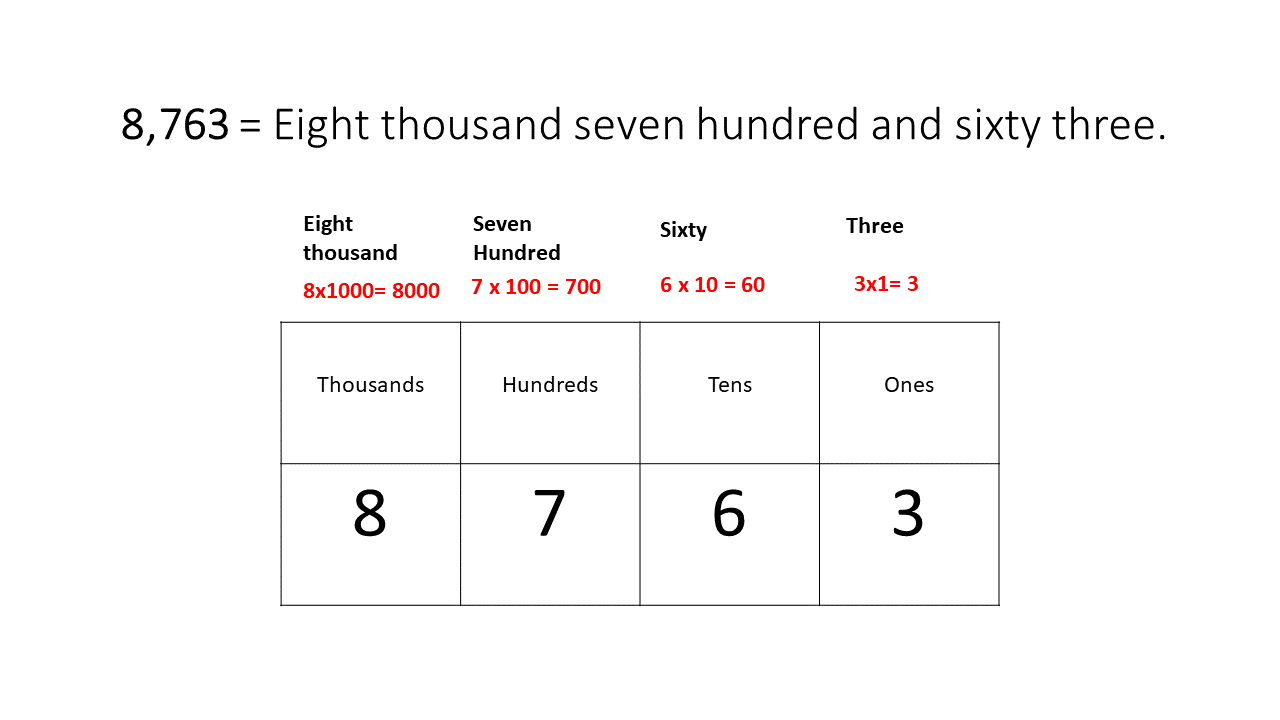 8,763 = Eight thousand seven hundred and sixty three.
Eight
thousand
8x1000= 8000
Seven
Hundred
7 x 100 = 700
Sixty
6 x 10 = 60
Three
3x1= 3
Thousands Hundreds Tens Ones
8 7 6 3